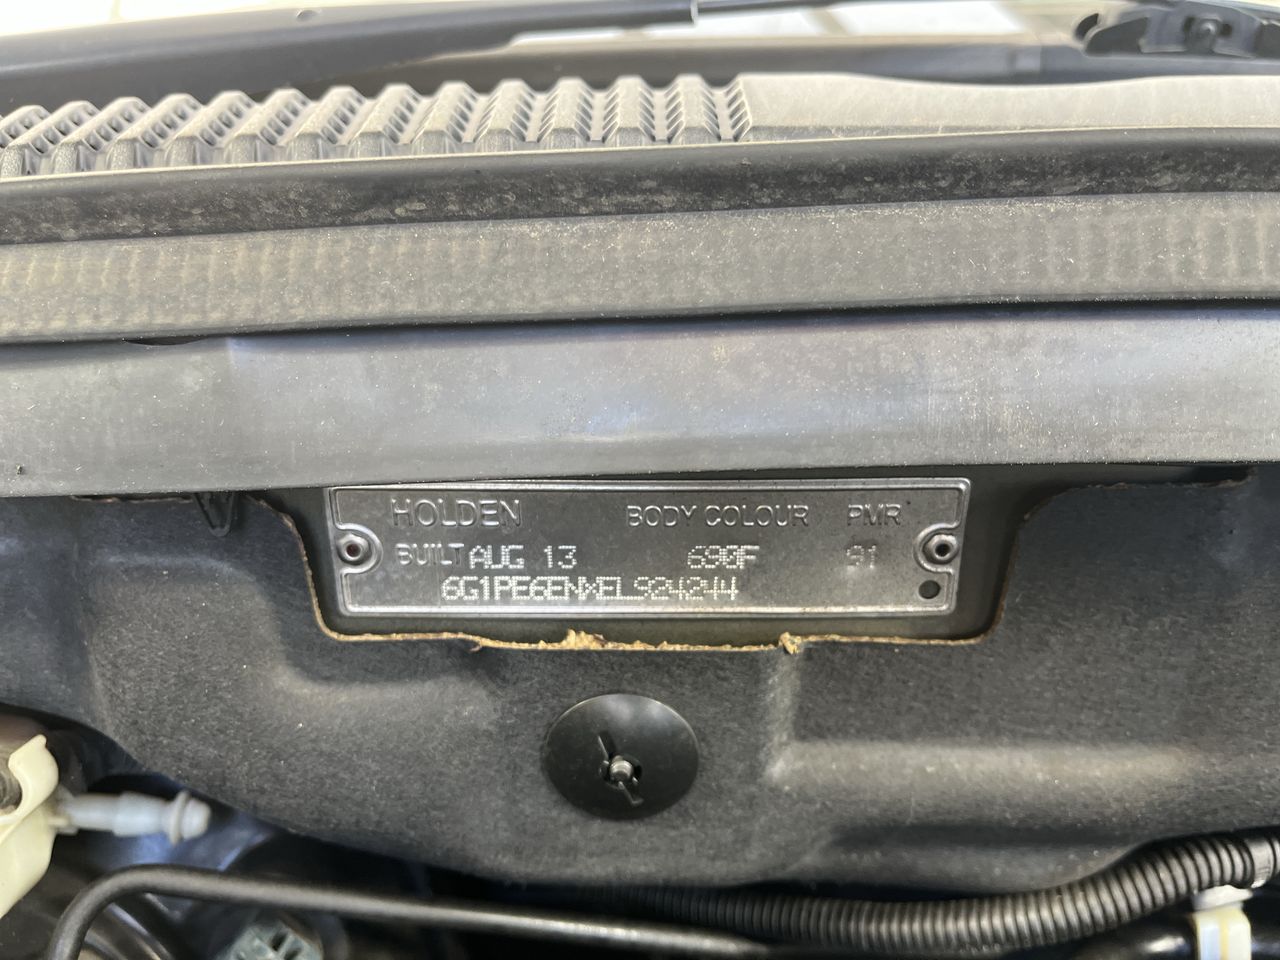 HOLDEN BODY COLOUR PMR
BUILT AUG 13 690F 91
6G1PE6ENXEL924244